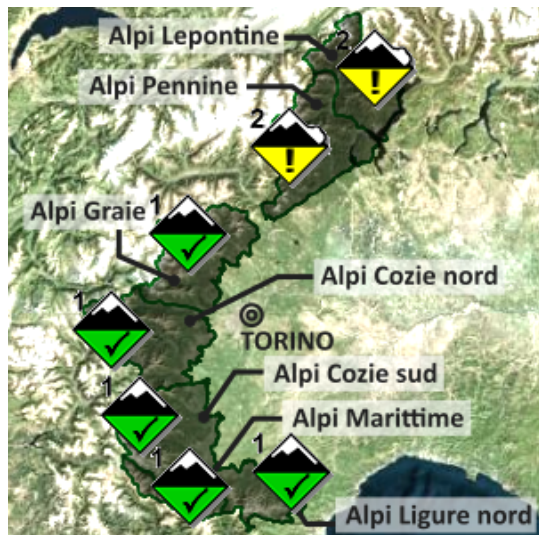 Alpi Lepontine
2
Alpi Pennine
2
!
!
Alpi Graie
1
Alpi Cozie nord
1
TORINO
Alpi Cozie sud
1
Alpi Marittime
1
1
Alpi Ligure nord